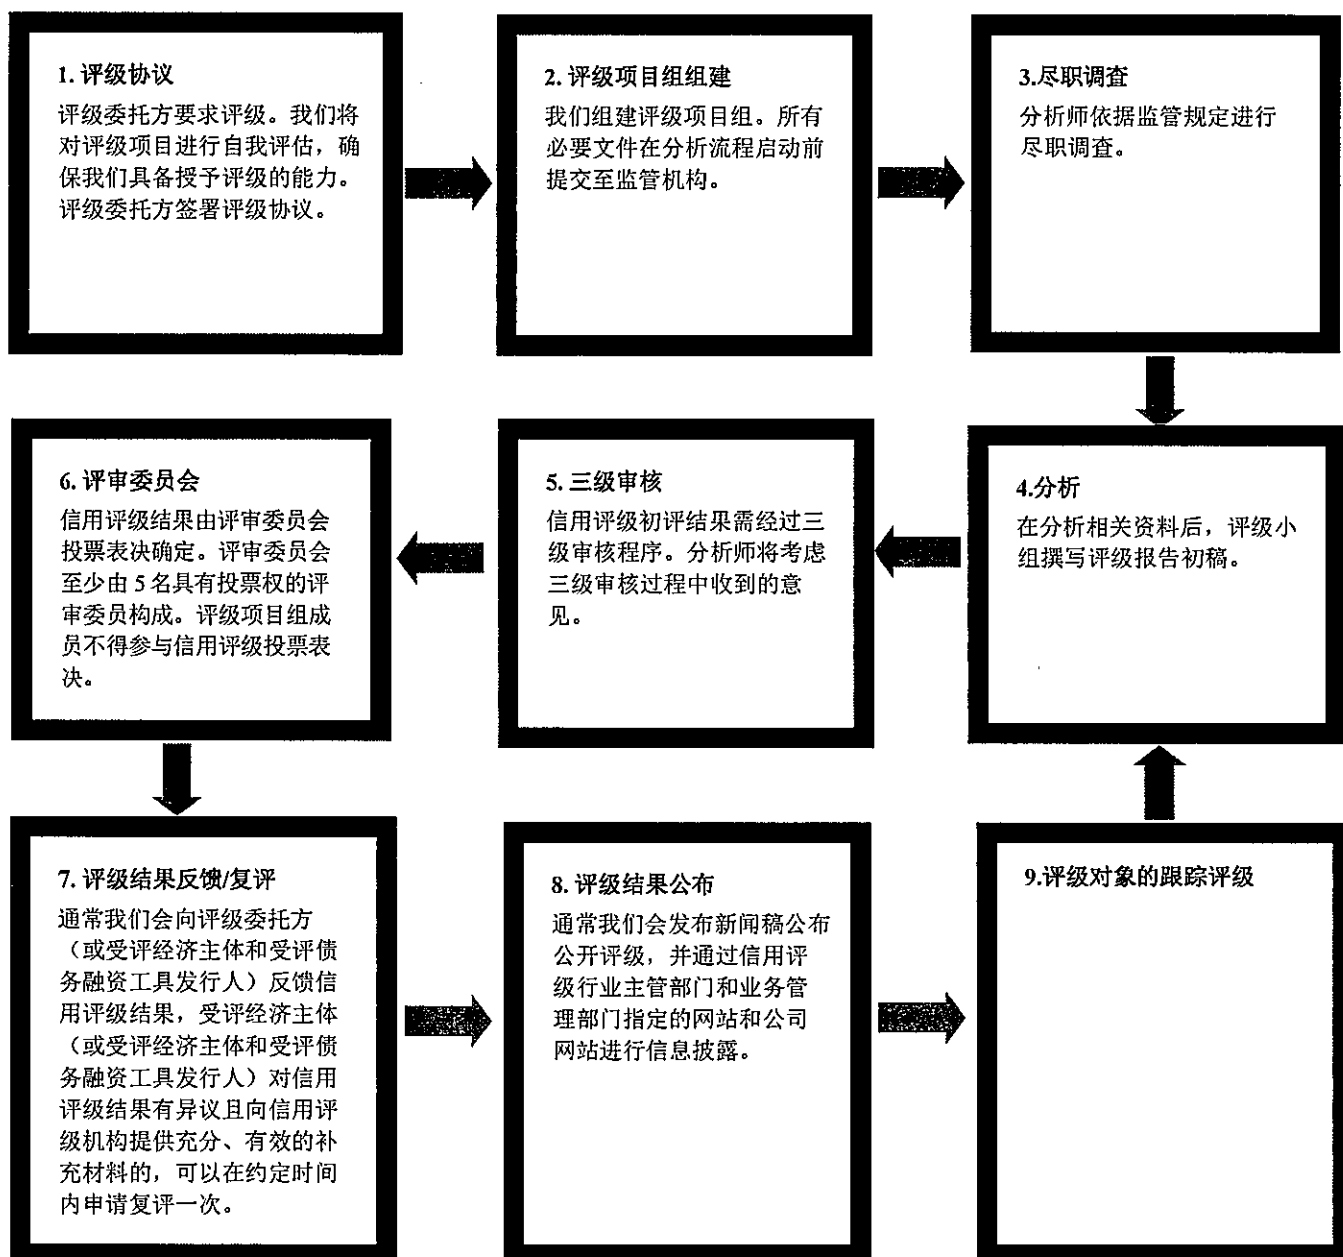 1. 评级协议
评级委托方要求评级。我们将
对评级项目进行自我评估，确
保我们具备授予评级的能力。
评级委托方签署评级协议。
2. 评级项目组组建
我们组建评级项目组。所有
必要文件在分析流程启动前
提交至监管机构。
3.尽职调查
分析师依据监管规定进行
尽职调查。
4.分析
在分析相关资料后，评级小
组撰写评级报告初稿。
5. 三级审核
信用评级初评结果需经过三
级审核程序。分析师将考虑
三级审核过程中收到的意
见。
6. 评审委员会
信用评级结果由评审委员会
投票表决确定。评审委员会
至少由 5 名具有投票权的评
审委员构成。评级项目组成
员不得参与信用评级投票表
决。
7. 评级结果反馈/复评
通常我们会向评级委托方
（或受评经济主体和受评债
务融资工具发行人）反馈信
用评级结果，受评经济主体
（或受评经济主体和受评债
务融资工具发行人）对信用
评级结果有异议且向信用评
级机构提供充分、有效的补
充材料的，可以在约定时间
内申请复评一次。
8. 评级结果公布
通常我们会发布新闻稿公布
公开评级，并通过信用评
级行业主管部门和业务管
理部门指定的网站和公司
网站进行信息披露。
9.评级对象的跟踪评级